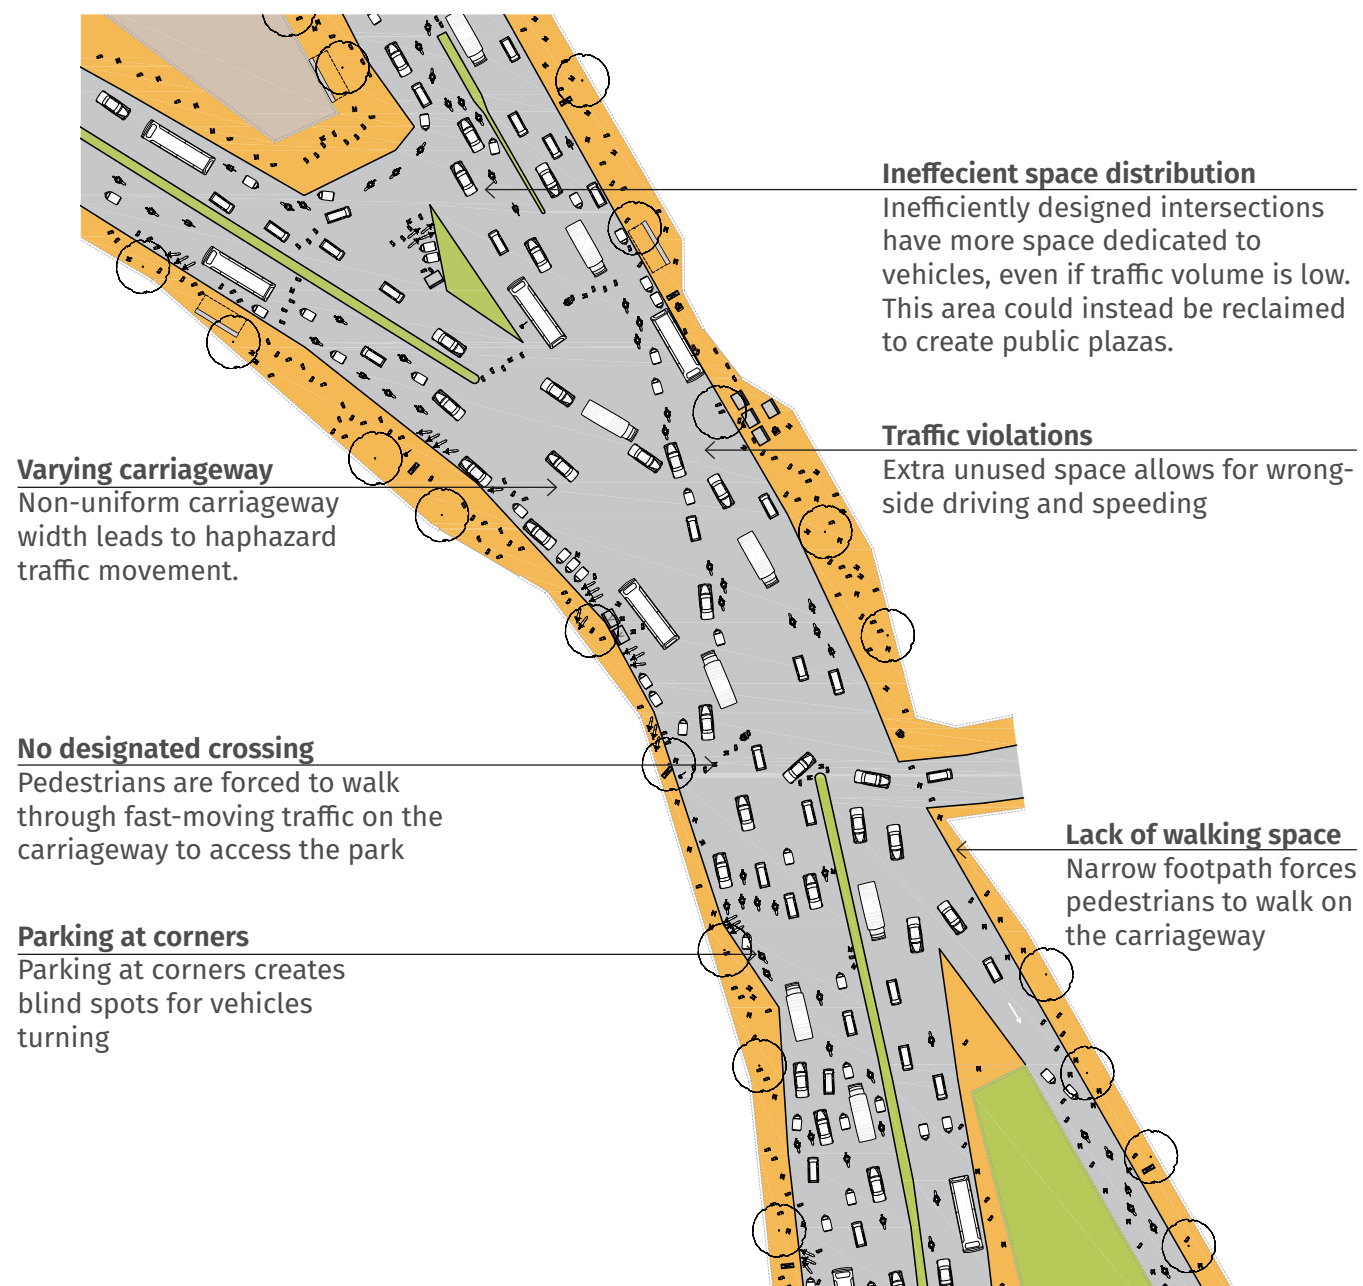 Ineffecient space distribution
Inefficiently designed intersections
have more space dedicated to
vehicles, even if traffic volume is low.
This area could instead be reclaimed
to create public plazas.
Traffic violations
Extra unused space allows for wrong-
side driving and speeding
Varying carriageway
Non-uniform carriageway
width leads to haphazard
traffic movement.
No designated crossing
Pedestrians are forced to walk
through fast-moving traffic on the
carriageway to access the park
Lack of walking space
Narrow footpath forces
pedestrians to walk on
the carriageway
Parking at corners
Parking at corners creates
blind spots for vehicles
turning